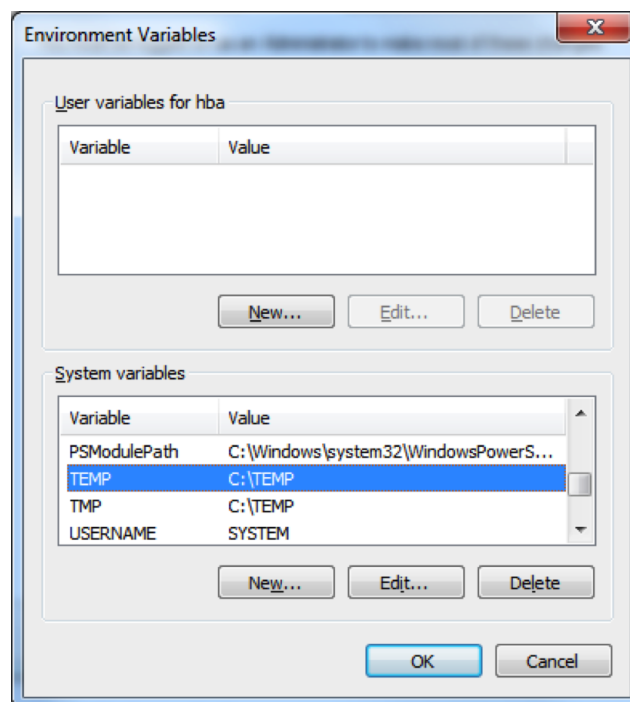 Environment Variables
User variables for hba
Variable Value
New... Edit... Delete
System variables
Variable Value
PSModulePath C:\Windows\system32\WindowsPowerS...
TEMP C:\TEMP
TMP C:\TEMP
USERNAME SYSTEM
New... Edit... Delete
OK Cancel